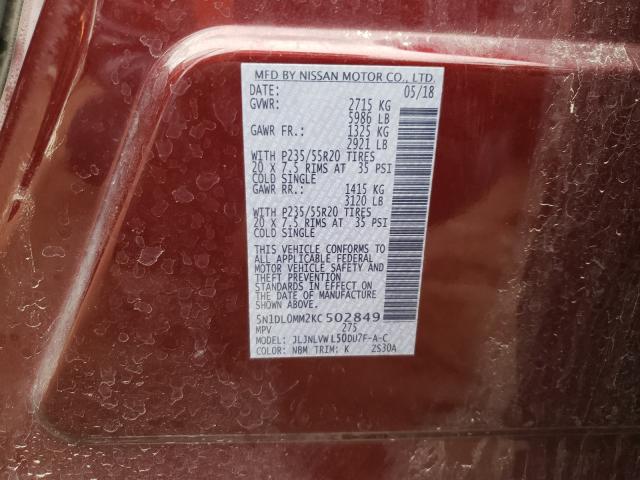 MFD BY NISSAN MOTOR CO., LTD.
DATE: 05/18
GVWR: 2715 KG
5986 LB
GAWR FR.: 1325 KG
2921 LB
WITH P235/55R20 TIRES
20 X 7.5 RIMS AT 35 PSI
COLD SINGLE
GAWR RR.: 1415 KG
3120 LB
WITH P235/55R20 TIRES
20 X 7.5 RIMS AT 35 PSI
COLD SINGLE
THIS VEHICLE CONFORMS TO
ALL APPLICABLE FEDERAL
MOTOR VEHICLE SAFETY AND
THEFT PREVENTION
STANDARDS IN EFFECT ON
THE DATE OF MANUFACTURE
SHOWN ABOVE.
5N1DL0MM2KC502849
MPV 275
MODEL: JLJNLVWL50DU7F-A-C
COLOR: NBM TRIM: K ZS30A